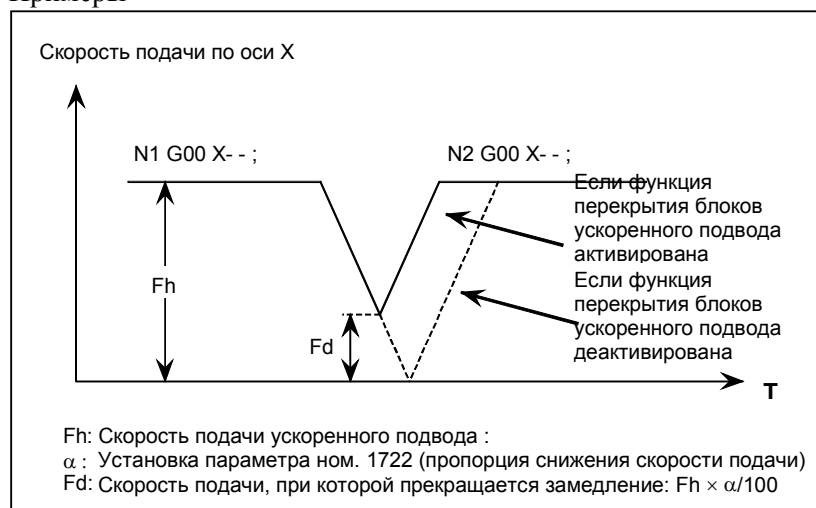 Скорость подачи по оси X
N1 G00 X- - ;
N2 G00 X- - ;
Если функция
перекрытия блоков
ускоренного подвода
активирована
Если функция
перекрытия блоков
ускоренного подвода
деактивирована
Fh
Fd
T
Fh: Скорость подачи ускоренного подвода :
α : Установка параметра ном. 1722 (пропорция снижения скорости подачи)
Fd: Скорость подачи, при которой прекращается замедление: Fh × α/100